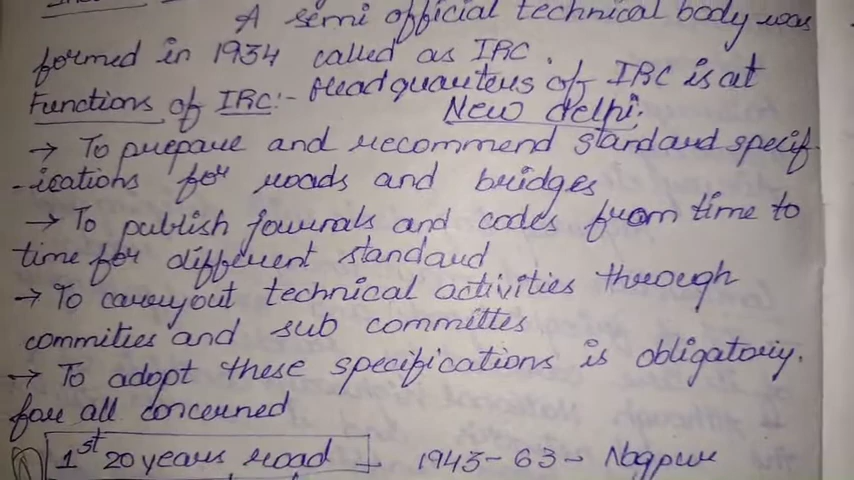 A semi official technical body was
formed in 1934 called as IRC.
Headquarters of IRC is at
Functions of IRC:- New delhi.
→ To prepare and recommend standard specif
-ications for roads and bridges
→ To publish journals and codes from time to
time for different standard
→ To carryout technical activities through
commities and sub committes
→ To adopt these specifications is obligatory.
for all concerned
1st 20 years road → 1943-63 → Nagpur